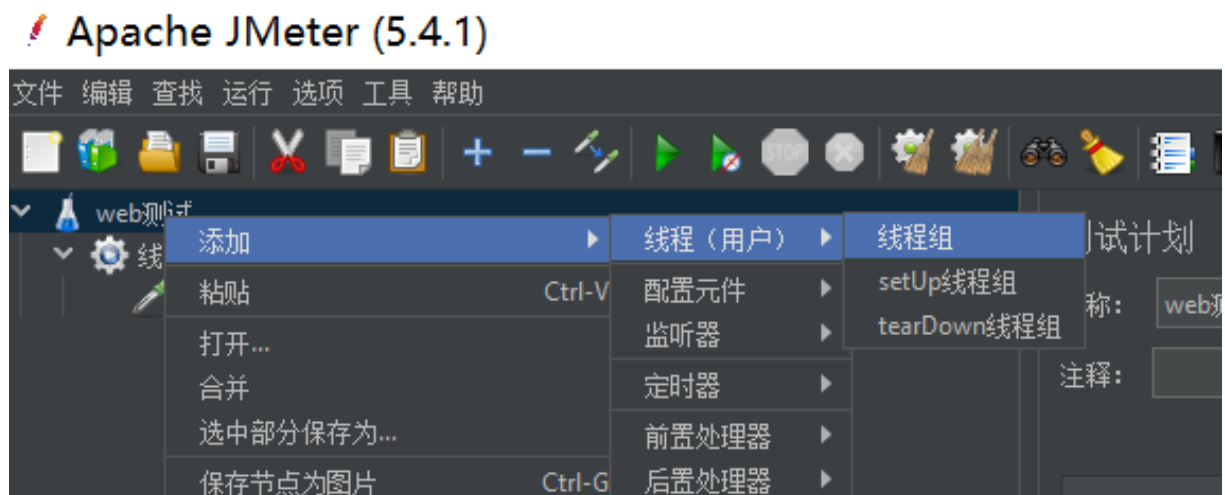 Apache JMeter (5.4.1)
文件 编辑 查找 运行 选项 工具 帮助
STOP
web测试
线
添加
粘贴 Ctrl-V
打开...
合并
选中部分保存为...
保存节点为图片 Ctrl-G
线程（用户）
配置元件
监听器
定时器
前置处理器
后置处理器
线程组
setUp线程组
tearDown线程组
试计划
称： web测
注释：